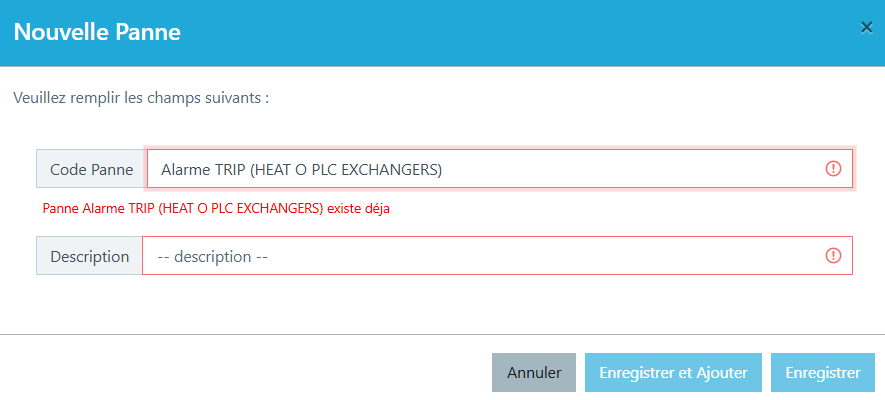 Nouvelle Panne
×
Veuillez remplir les champs suivants :
Code Panne
Alarme TRIP (HEAT O PLC EXCHANGERS)
Panne Alarme TRIP (HEAT O PLC EXCHANGERS) existe déja
Description
-- description --
Annuler
Enregistrer et Ajouter
Enregistrer